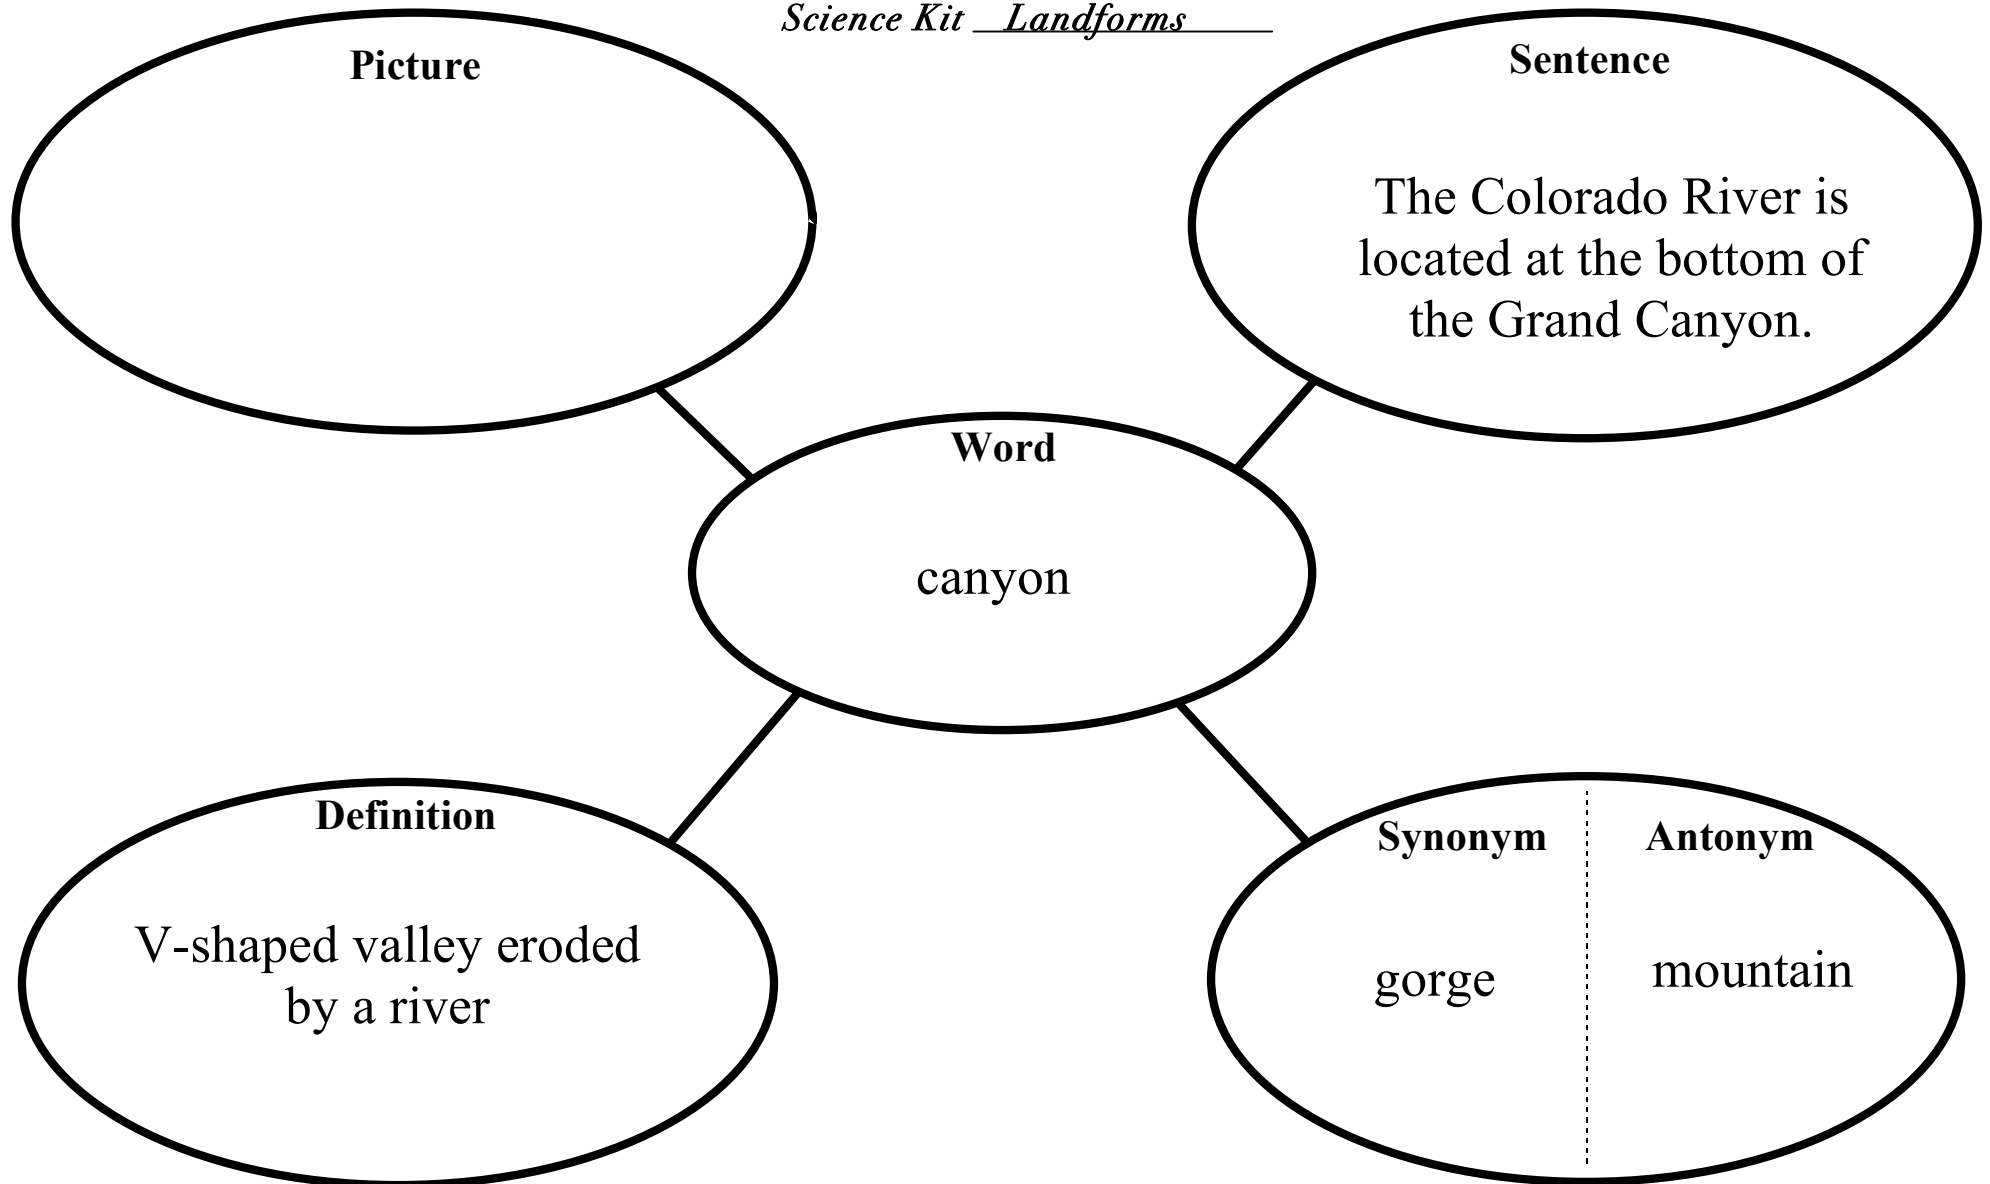 Science Kit Landforms
Picture
Sentence
The Colorado River is
located at the bottom of
the Grand Canyon.
Word
canyon
Definition
V-shaped valley eroded
by a river
Synonym
gorge
Antonym
mountain